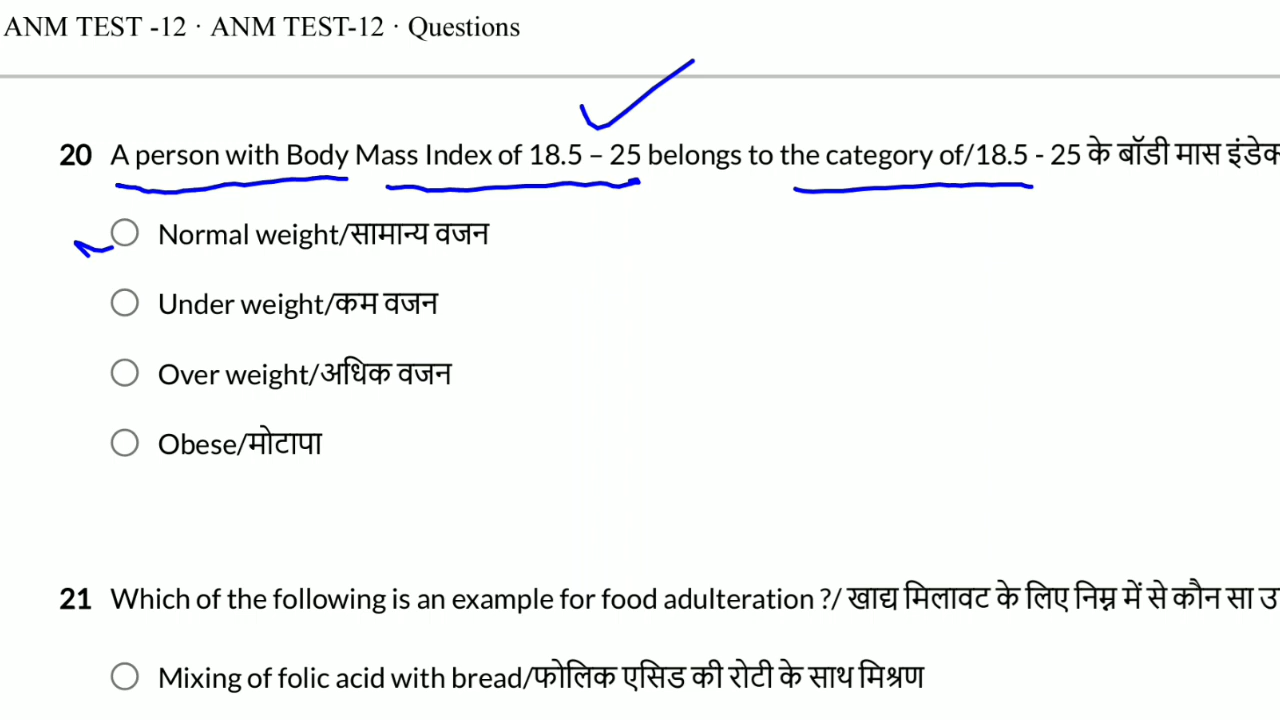 ANM TEST -12 · ANM TEST-12 · Questions
20 A person with Body Mass Index of 18.5 – 25 belongs to the category of/18.5 - 25 के बॉडी मास
Normal weight/सामान्य वजन
Under weight/कम वजन
Over weight/अधिक वजन
Obese/मोटापा
21 Which of the following is an example for food adulteration ?/ खाद्य मिलावट के लिए निम्न में से कौन सा
Mixing of folic acid with bread/फोलिक एसिड की रोटी के साथ मिश्रण